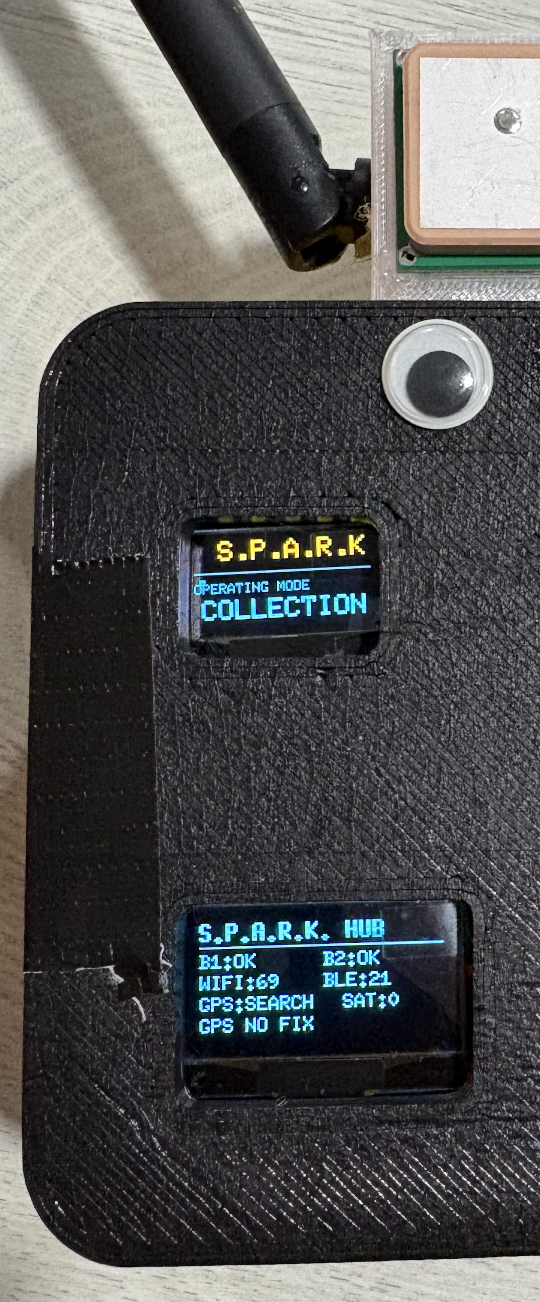 S.P.A.R.K
OPERATING MODE
COLLECTION
S.P.A.R.K. HUB
B1:OK B2:OK
WIFI:69 BLE:21
GPS:SEARCH SAT:0
GPS NO FIX